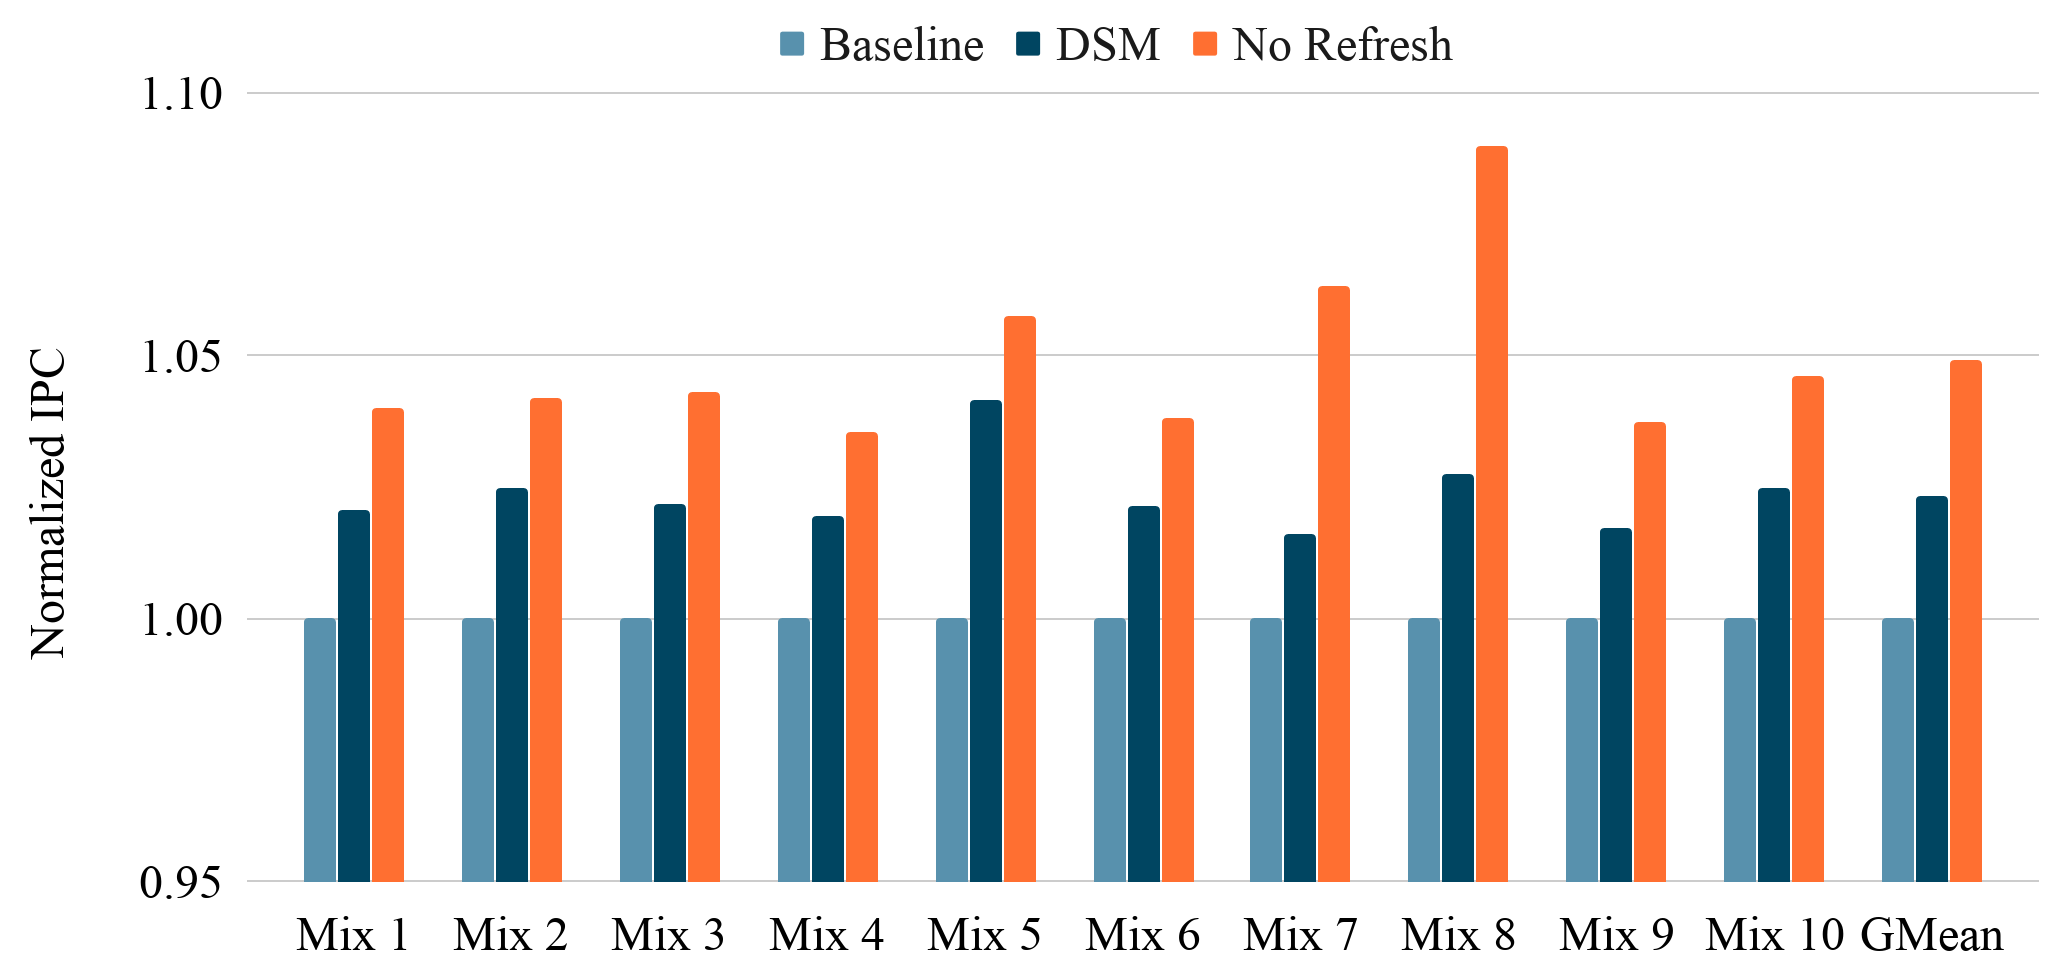 Baseline DSM No Refresh
1.10
1.05
1.00
0.95
Normalized IPC
Mix 1 Mix 2 Mix 3 Mix 4 Mix 5 Mix 6 Mix 7 Mix 8 Mix 9 Mix 10 GMean